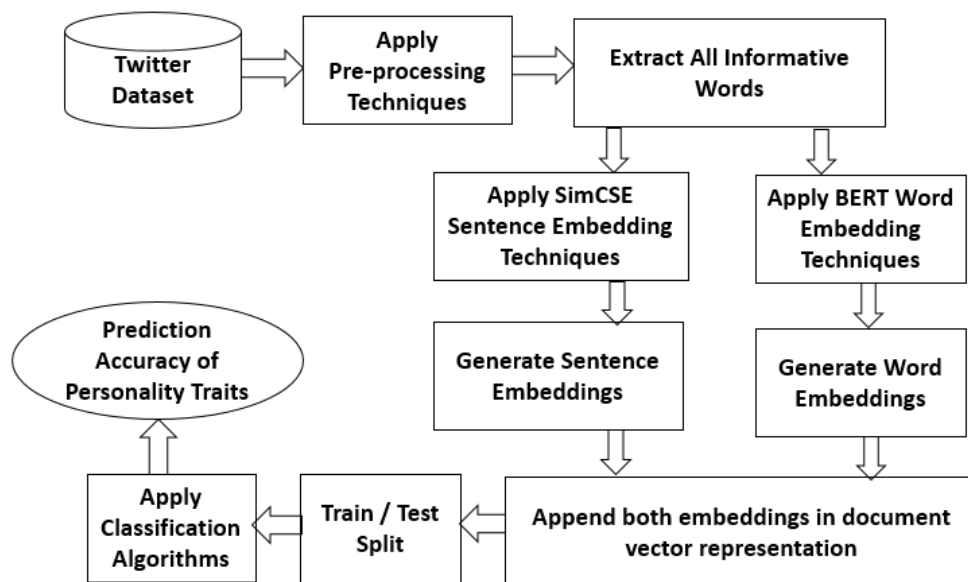 Twitter
Dataset
Apply
Pre-processing
Techniques
Extract All Informative
Words
Apply SimCSE
Sentence Embedding
Techniques
Apply BERT Word
Embedding
Techniques
Generate Sentence
Embeddings
Generate Word
Embeddings
Append both embeddings in document
vector representation
Train / Test
Split
Apply
Classification
Algorithms
Prediction
Accuracy of
Personality Traits